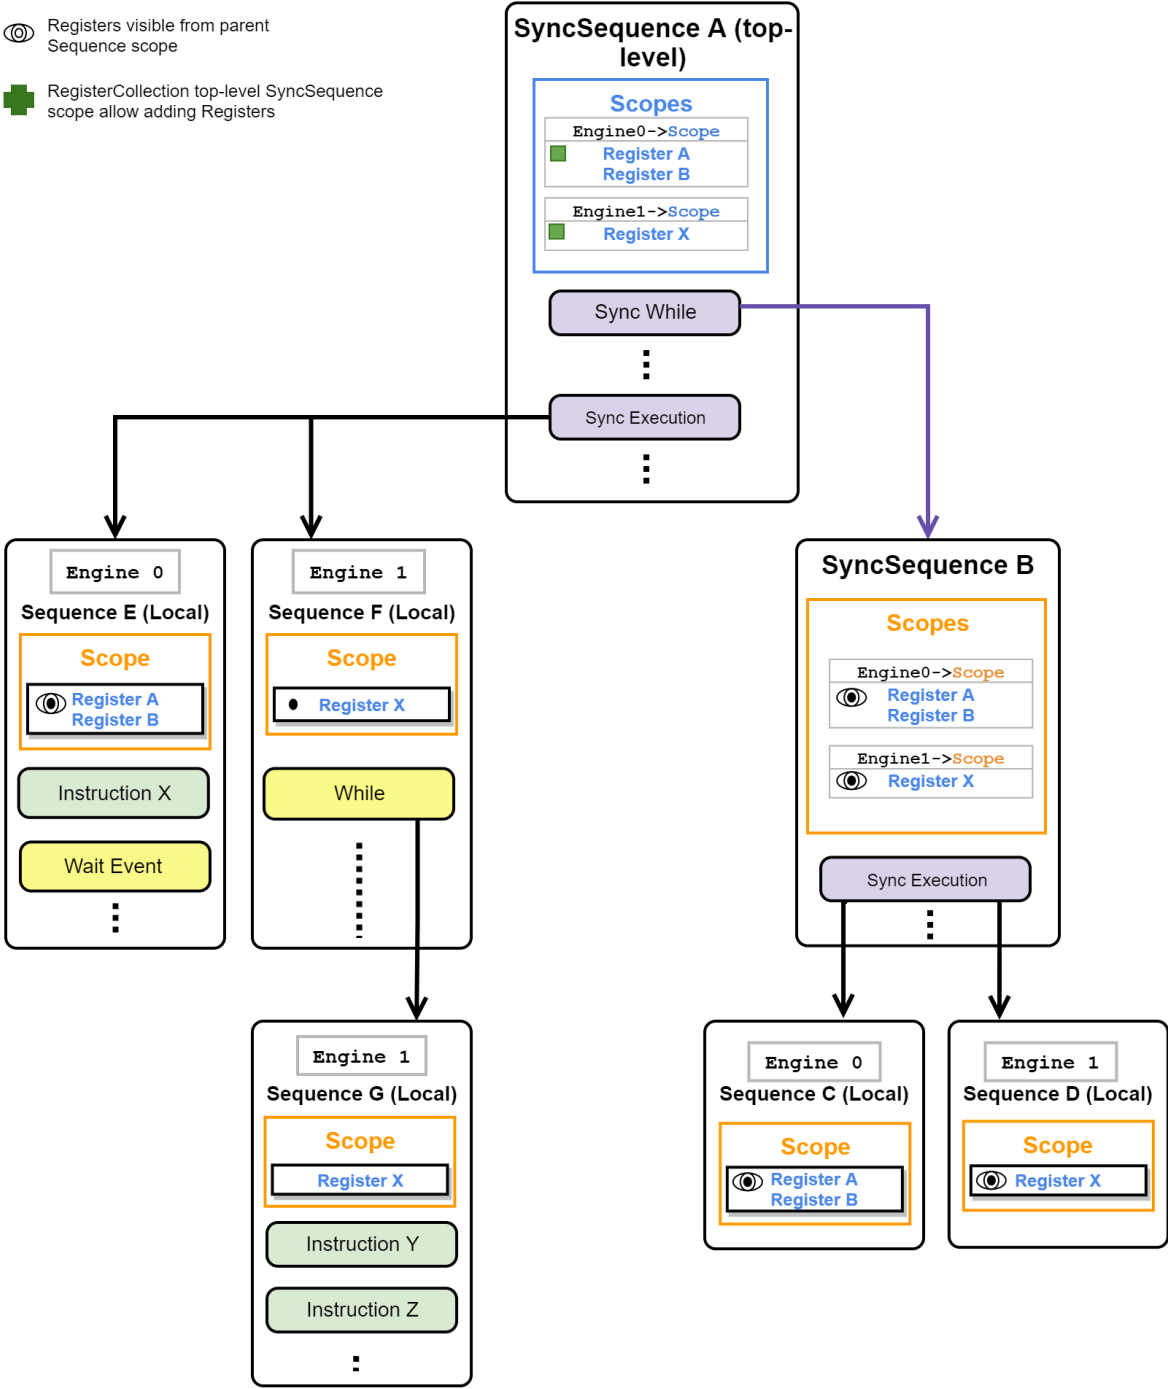 Registers visible from parent
Sequence scope
RegisterCollection top-level SyncSequence
scope allow adding Registers
SyncSequence A (top-
level)
Scopes
Engine0->Scope
Register A
Register B
Engine1->Scope
Register X
Sync While
Sync Execution
Engine 0
Sequence E (Local)
Scope
Register A
Register B
Instruction X
Wait Event
Engine 1
Sequence F (Local)
Scope
Register X
While
SyncSequence B
Scopes
Engine0->Scope
Register A
Register B
Engine1->Scope
Register X
Sync Execution
Engine 1
Sequence G (Local)
Scope
Register X
Instruction Y
Instruction Z
Engine 0
Sequence C (Local)
Scope
Register A
Register B
Engine 1
Sequence D (Local)
Scope
Register X